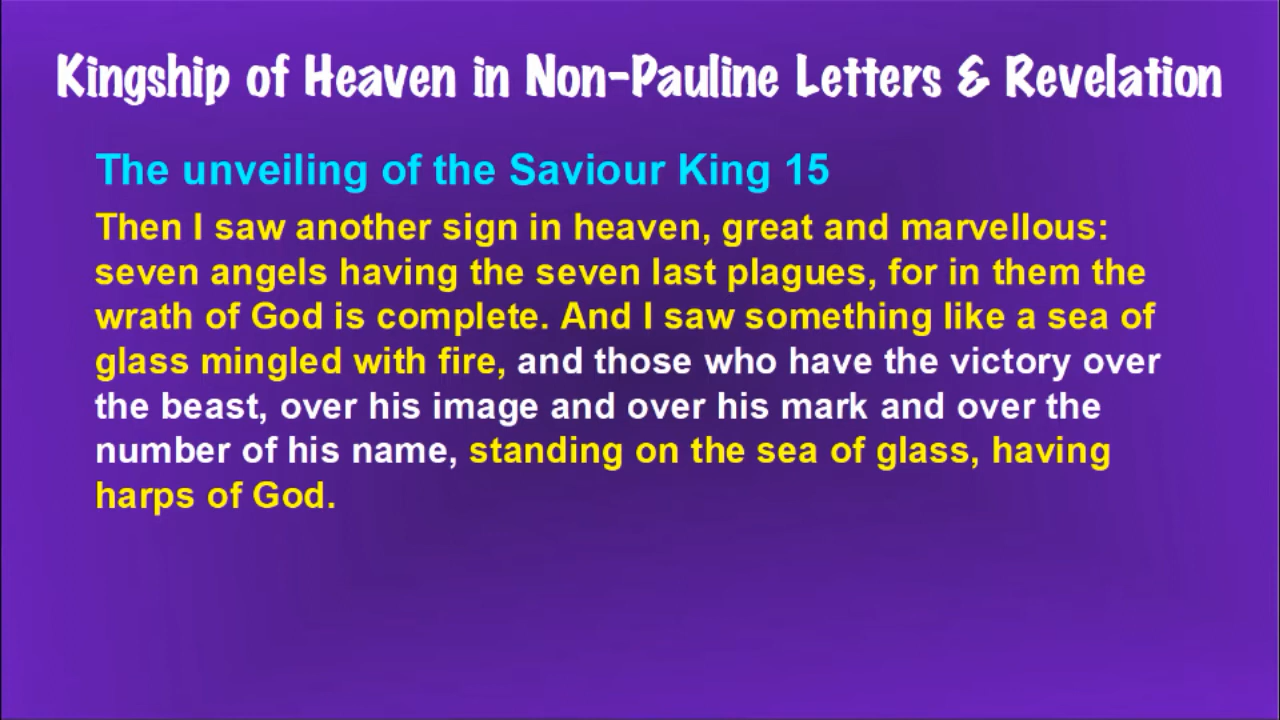 Kingship of Heaven in Non-Pauline Letters & Revelation
The unveiling of the Saviour King 15
Then I saw another sign in heaven, great and marvellous:
seven angels having the seven last plagues, for in them the
wrath of God is complete. And I saw something like a sea of
glass mingled with fire, and those who have the victory over
the beast, over his image and over his mark and over the
number of his name, standing on the sea of glass, having
harps of God.